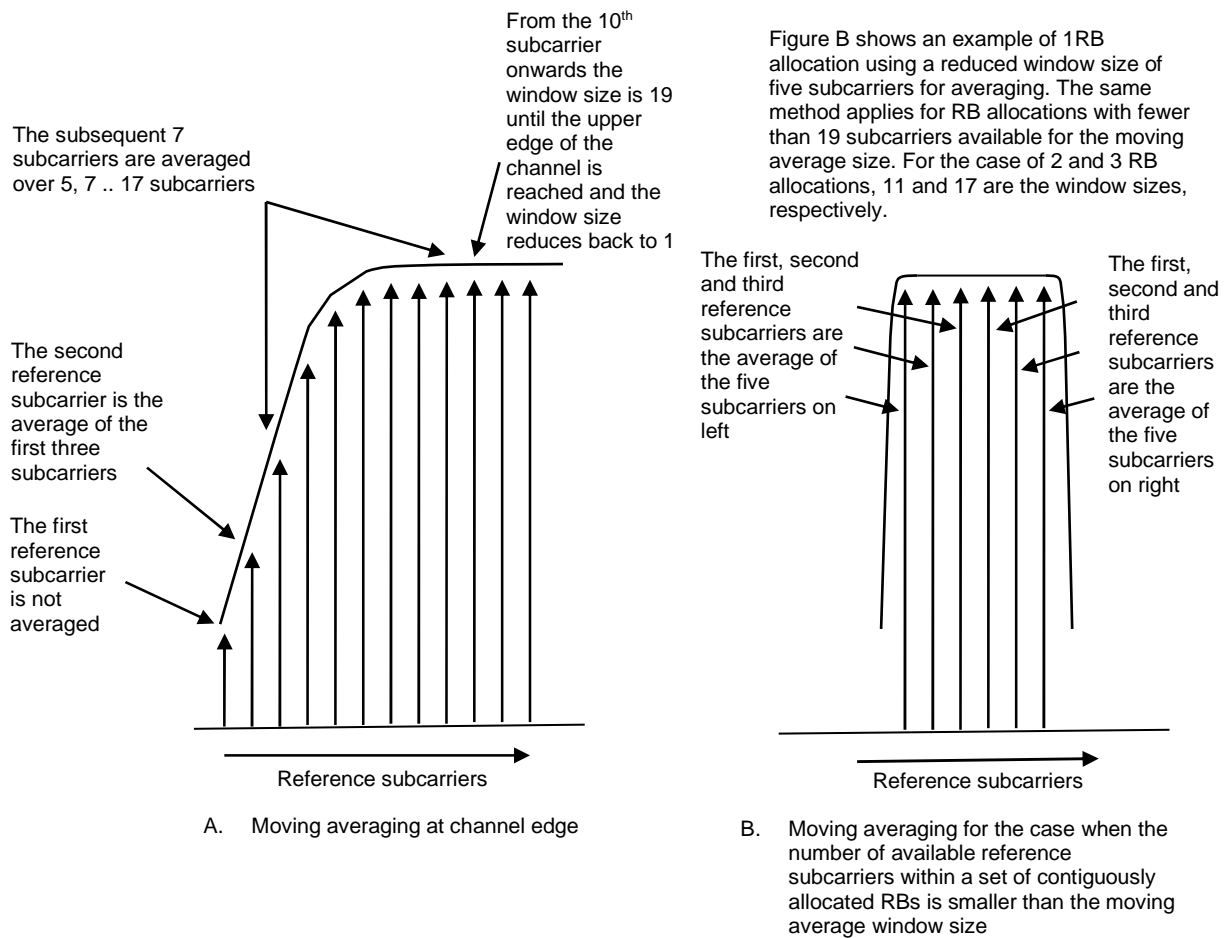 From the 10th
subcarrier
onwards the
window size is 19
until the upper
edge of the
channel is
reached and the
window size
reduces back to 1
The subsequent 7
subcarriers are averaged
over 5, 7 .. 17 subcarriers
The second
reference
subcarrier is the
average of the
first three
subcarriers
The first
reference
subcarrier
is not
averaged
Reference subcarriers
A. Moving averaging at channel edge
Figure B shows an example of 1RB
allocation using a reduced window size of
five subcarriers for averaging. The same
method applies for RB allocations with fewer
than 19 subcarriers available for the moving
average size. For the case of 2 and 3 RB
allocations, 11 and 17 are the window sizes,
respectively.
The first, second
and third
reference
subcarriers are
the average of
the five
subcarriers on
left
The first,
second and
third
reference
subcarriers
are the
average of
the five
subcarriers
on right
Reference subcarriers
B. Moving averaging for the case when the
number of available reference
subcarriers within a set of contiguously
allocated RBs is smaller than the moving
average window size